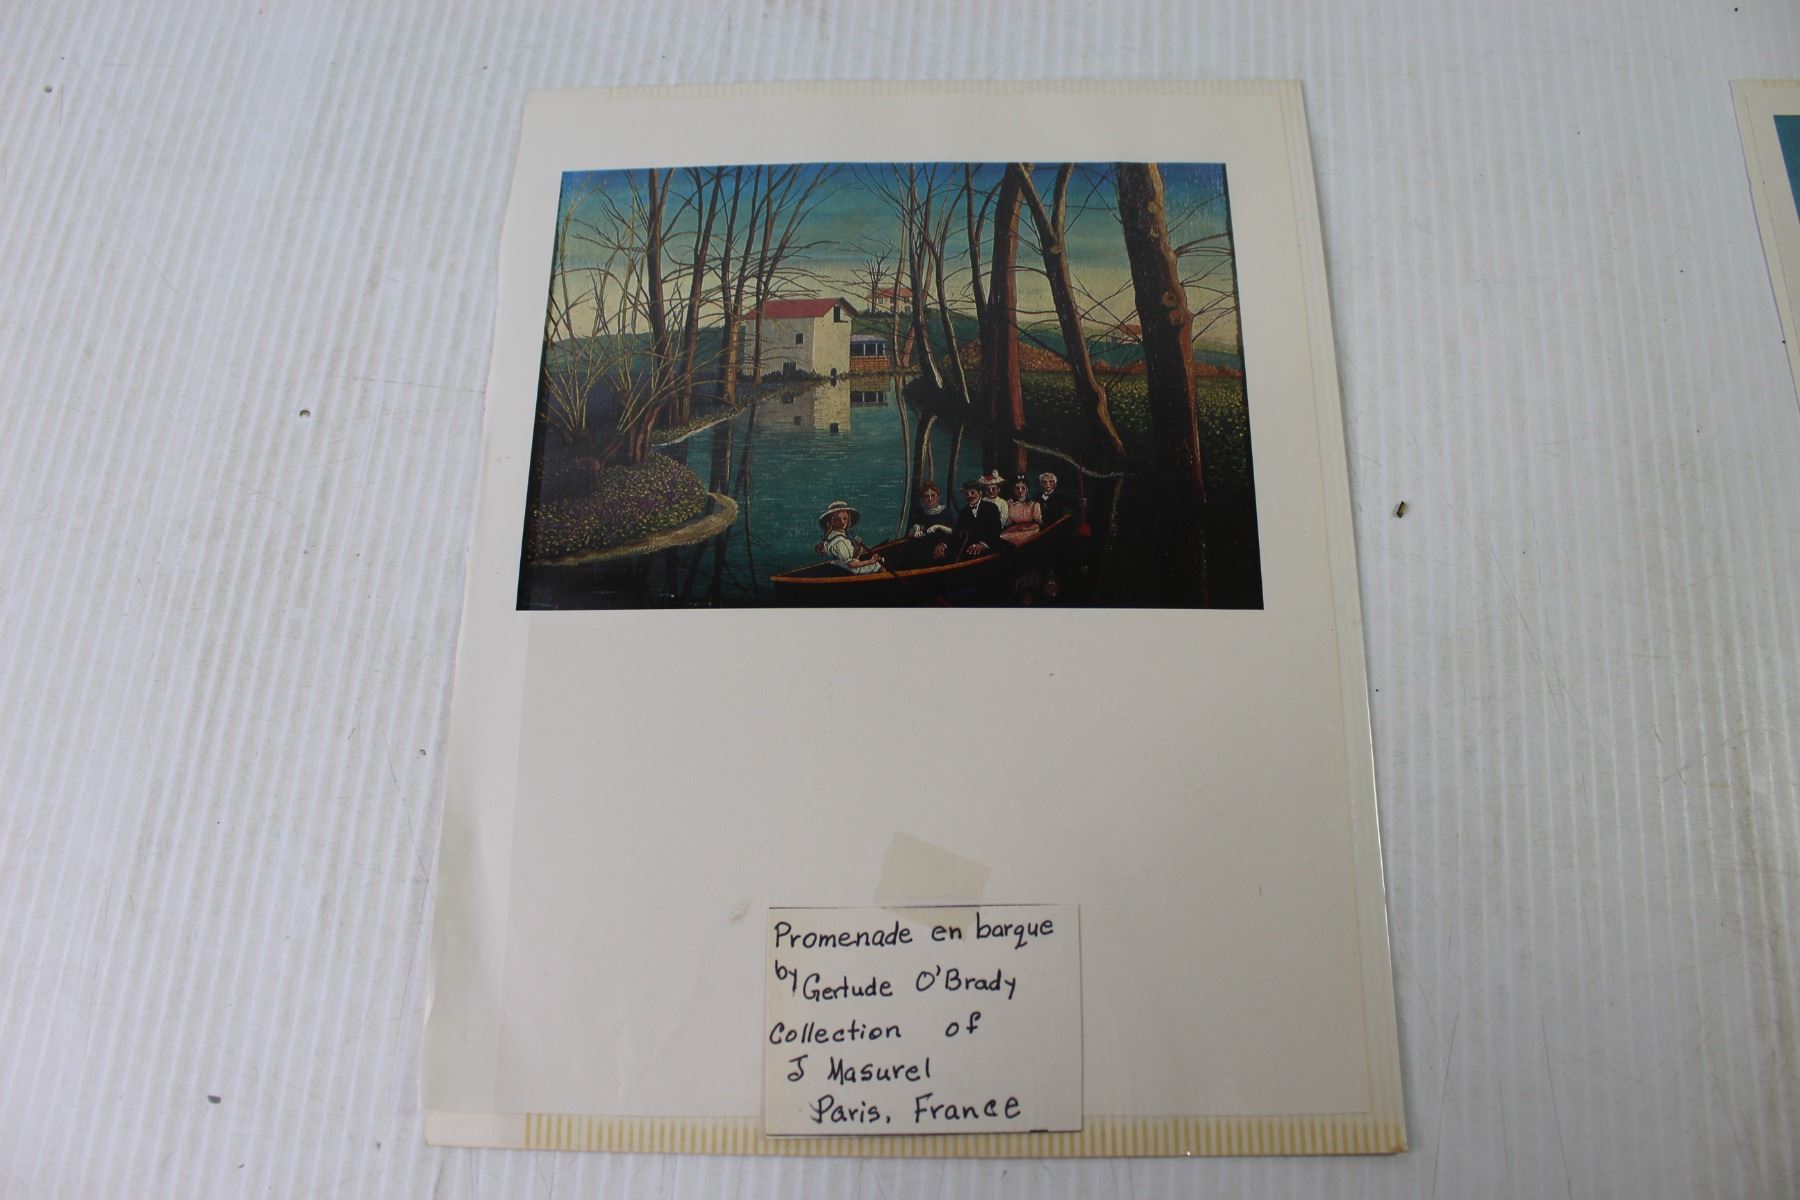 Promenade en barque
by Gertude O'Brady
Collection of
J Masurel
Paris, France